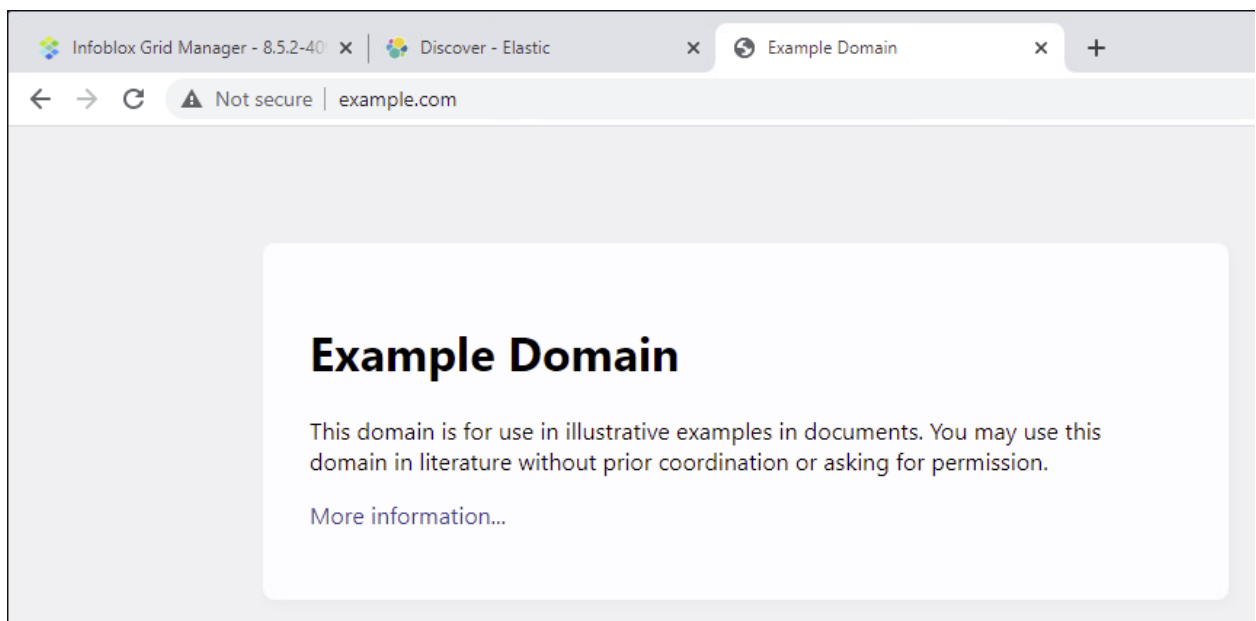 Infoblox Grid Manager - 8.5.2-40
Discover - Elastic
Example Domain
Not secure
example.com
Example Domain
This domain is for use in illustrative examples in documents. You may use this
domain in literature without prior coordination or asking for permission.
More information...